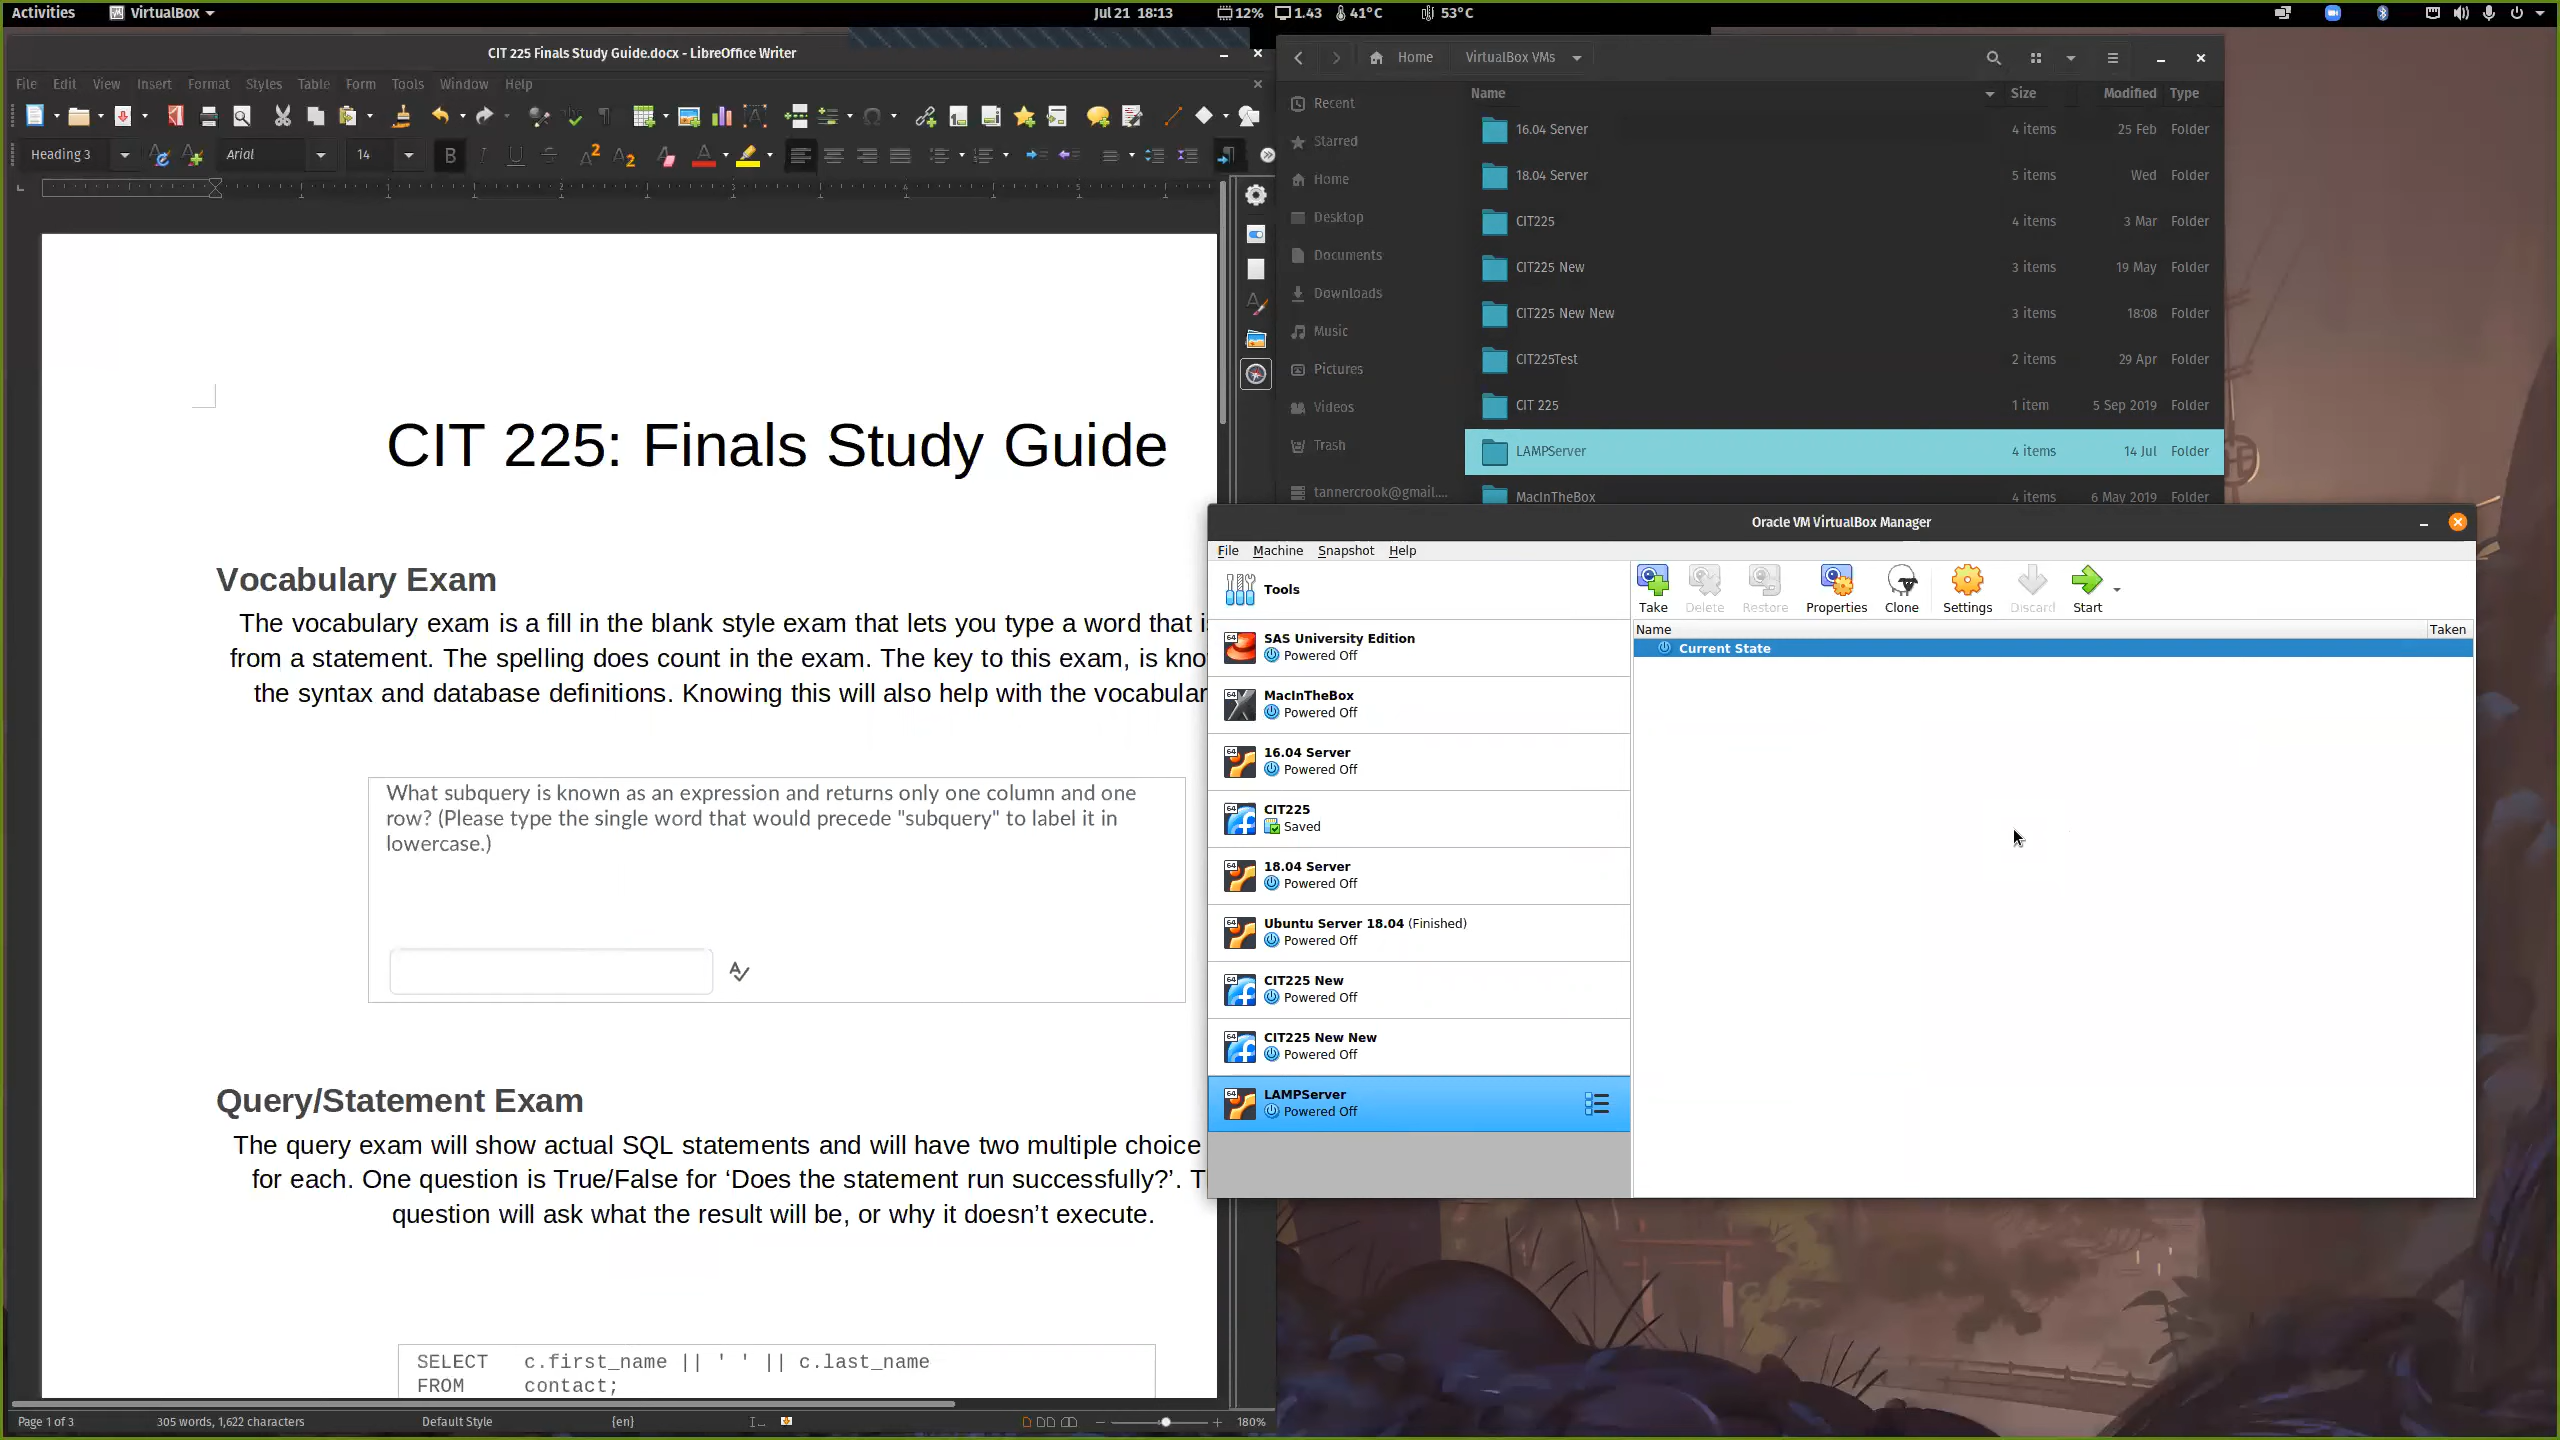 Activities VirtualBox Jul 21 18:13 12% 1.43 41°C 53°C
CIT 225 Finals Study Guide.docx - LibreOffice Writer
File Edit View Insert Format Styles Table Form Tools Window Help
Heading 3 Arial 14
CIT 225: Finals Study Guide
Vocabulary Exam
The vocabulary exam is a fill in the blank style exam that lets you type a word that
from a statement. The spelling does count in the exam. The key to this exam, is
the syntax and database definitions. Knowing this will also help with the
What subquery is known as an expression and returns only one column and one
row? (Please type the single word that would precede "subquery" to label it in
lowercase.)
Query/Statement Exam
The query exam will show actual SQL statements and will have two multiple choice
for each. One question is True/False for ‘Does the statement run successfully?’.
question will ask what the result will be, or why it doesn’t execute.
SELECT c.first_name || ' ' || c.last_name
FROM contact;
Page 1 of 3 305 words, 1,622 characters Default Style {en} 180%
Home VirtualBox VMs
Recent
Starred
Home
Desktop
Documents
Downloads
Music
Pictures
Videos
Trash
tannercrook@gmail....
Name Size Modified Type
16.04 Server 4 items 25 Feb Folder
18.04 Server 5 items Wed Folder
CIT225 4 items 3 Mar Folder
CIT225 New 3 items 19 May Folder
CIT225 New New 3 items 18:08 Folder
CIT225Test 2 items 29 Apr Folder
CIT 225 1 item 5 Sep 2019 Folder
LAMPServer 4 items 14 Jul Folder
MacInTheBox 4 items 6 May 2019 Folder
Oracle VM VirtualBox Manager
File Machine Snapshot Help
Tools
Take Delete Restore Properties Clone Settings Discard Start
Name Taken
Current State
SAS University Edition
Powered Off
MacInTheBox
Powered Off
16.04 Server
Powered Off
CIT225
Saved
18.04 Server
Powered Off
Ubuntu Server 18.04 (Finished)
Powered Off
CIT225 New
Powered Off
CIT225 New New
Powered Off
LAMPServer
Powered Off